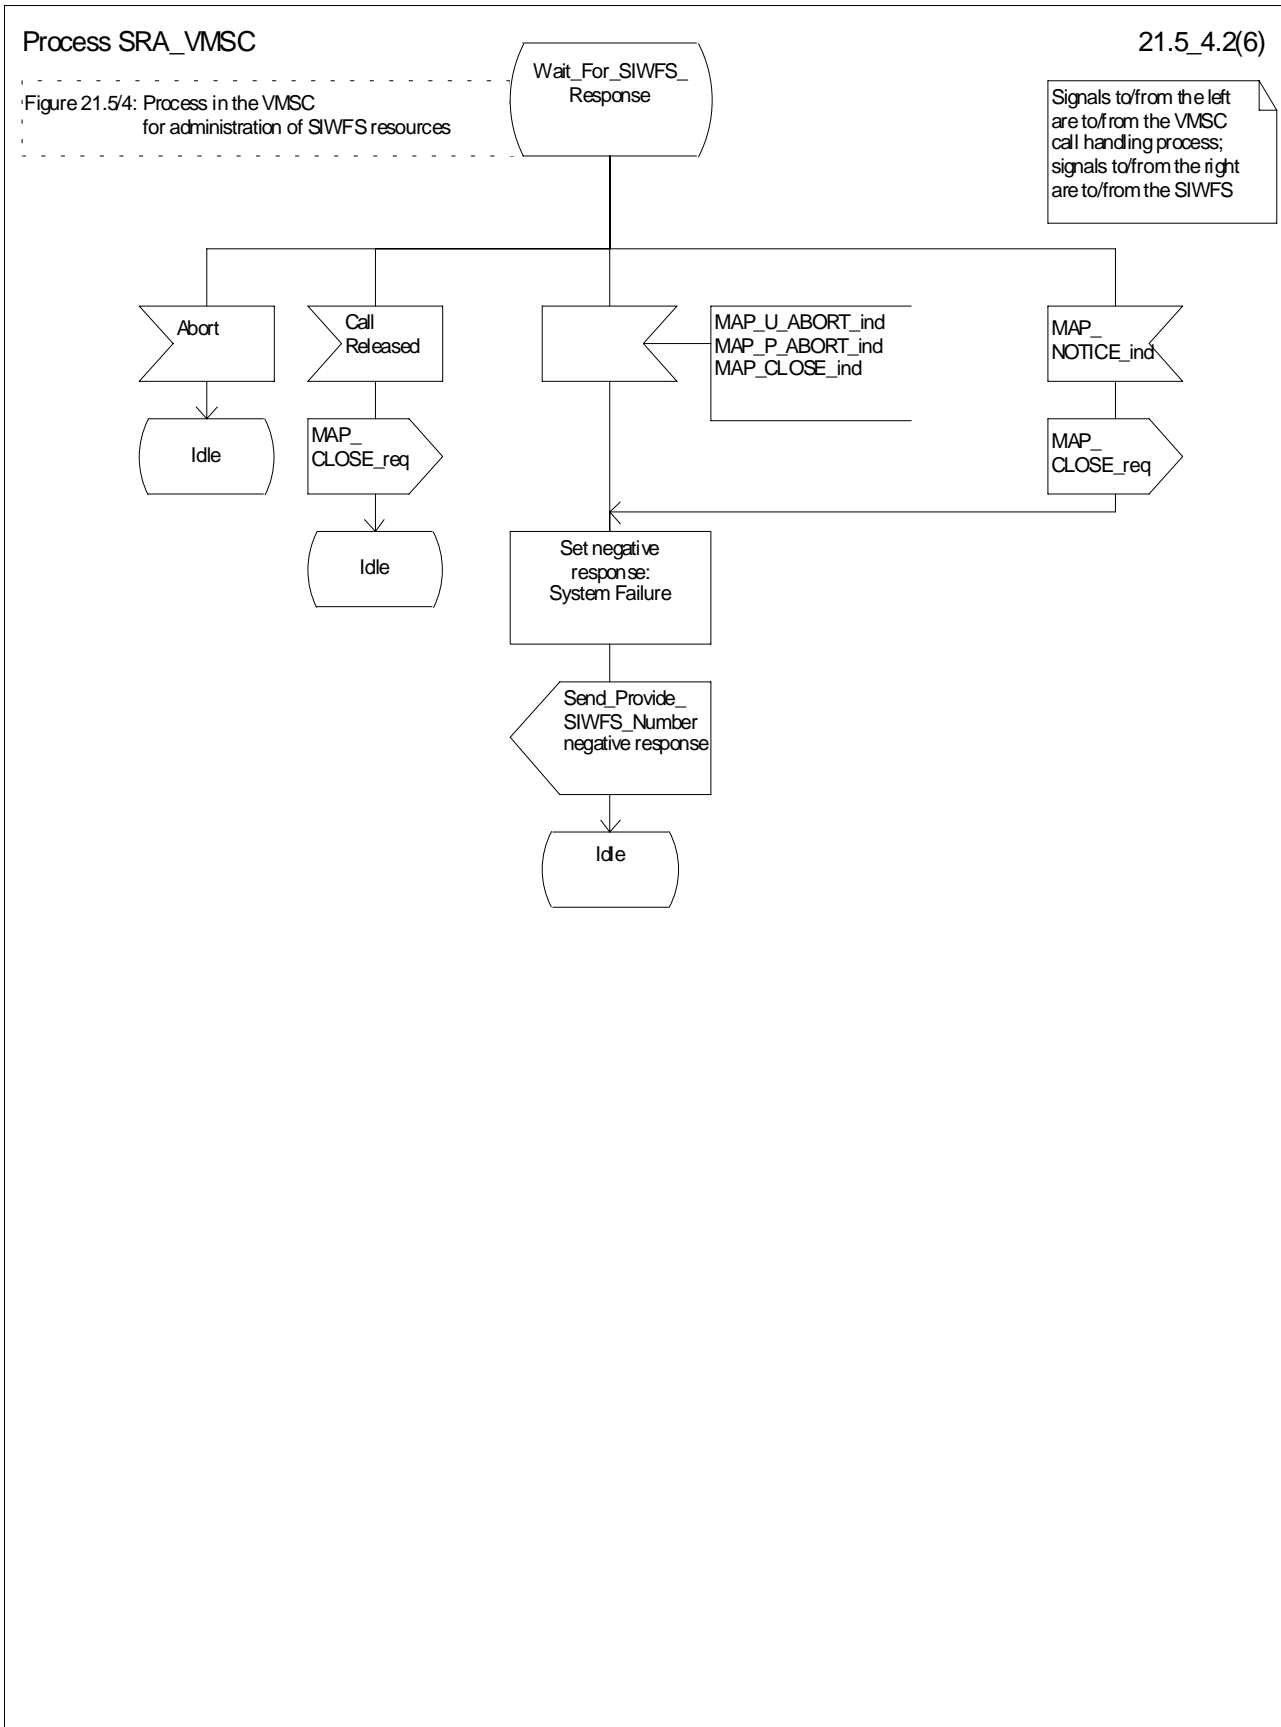 Process SRA_VMSC
21.5_4.2(6)
Figure 21.5/4: Process in the VMSC
for administration of SIWFS resources
Wait_For_SIWFS_
Response
Signals to/from the left
are to/from the VMSC
call handling process;
signals to/from the right
are to/from the SIWFS
Abort
Call
Released
MAP_U_ABORT_ind
MAP_P_ABORT_ind
MAP_CLOSE_ind
MAP_
NOTICE_ind
Idle
MAP_
CLOSE_req
MAP_
CLOSE_req
Idle
Set negative
response:
System Failure
Send_Provide_
SIWFS_Number
negative response
Idle